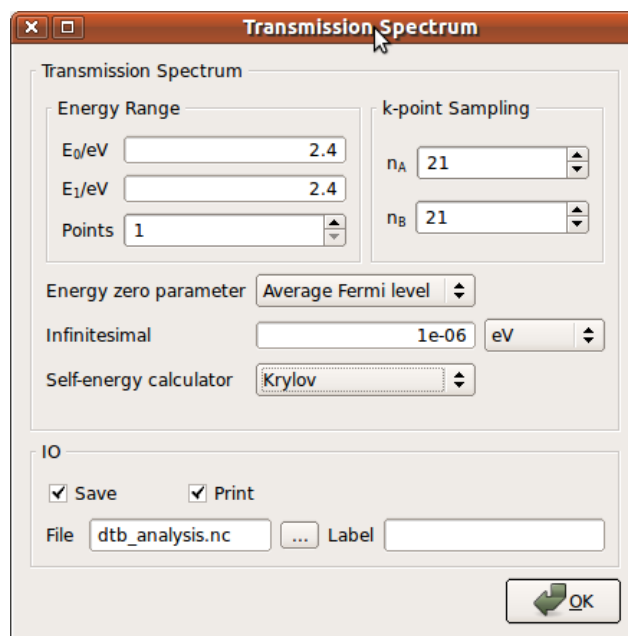 Transmission Spectrum
Transmission Spectrum
Energy Range
E₀/eV 2.4
E₁/eV 2.4
Points 1
k-point Sampling
n_A 21
n_B 21
Energy zero parameter Average Fermi level
Infinitesimal 1e-06 eV
Self-energy calculator Krylov
IO
Save Print
File dtb_analysis.nc ... Label
OK